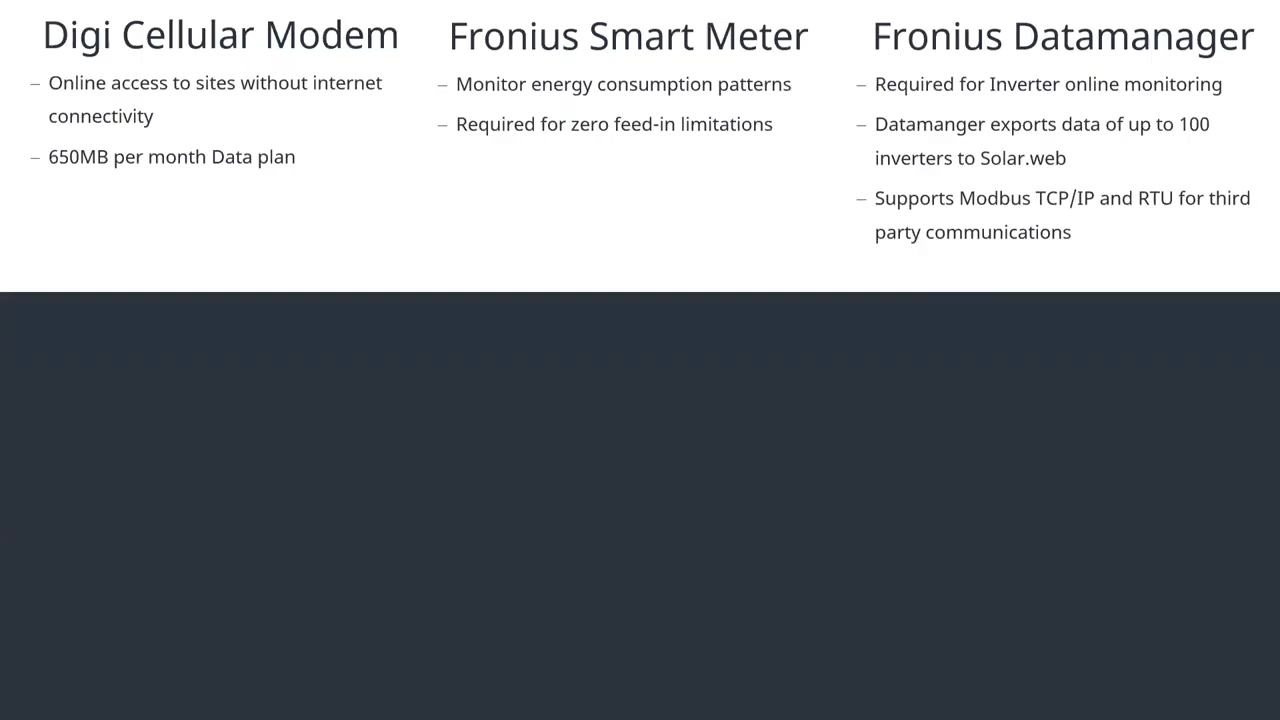 Digi Cellular Modem
– Online access to sites without internet
connectivity
– 650MB per month Data plan
Fronius Smart Meter
– Monitor energy consumption patterns
– Required for zero feed-in limitations
Fronius Datamanager
– Required for Inverter online monitoring
– Datamanger exports data of up to 100
inverters to Solar.web
– Supports Modbus TCP/IP and RTU for third
party communications